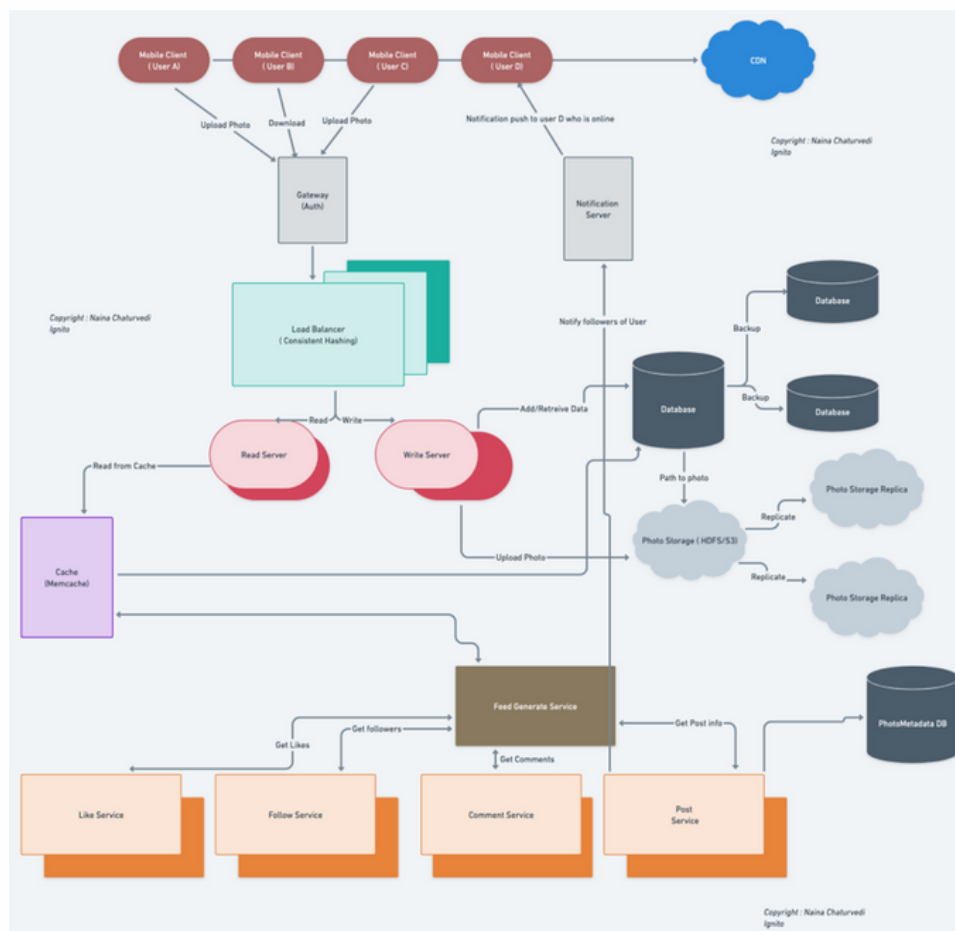 Mobile Client
( User A)
Mobile Client
( User B)
Mobile Client
( User C)
Mobile Client
( User D)
CDN
Upload Photo
Download
Upload Photo
Notification push to user D who is online
Copyright : Naina Chaturvedi
Ignito
Gateway
(Auth)
Notification
Server
Copyright : Naina Chaturvedi
Ignito
Load Balancer
( Consistent Hashing)
Notify followers of User
Database
Backup
Database
Backup
Database
Read
Write
Add/Retreive Data
Read Server
Write Server
Read from Cache
Path to photo
Photo Storage Replica
Replicate
Photo Storage ( HDFS/S3)
Upload Photo
Replicate
Photo Storage Replica
Cache
(Memcache)
Feed Generate Service
Get Likes
Get followers
Get Comments
Get Post info
PhotoMetadata DB
Like Service
Follow Service
Comment Service
Post
Service
Copyright : Naina Chaturvedi
Ignito